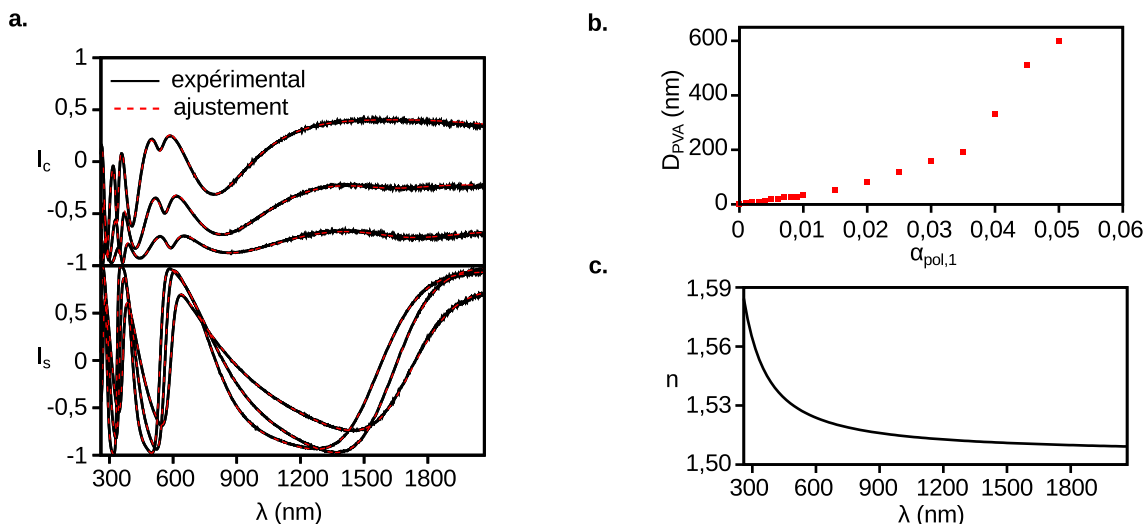 a.
1
0,5
0
-0,5
-1
I_c
expérimental
ajustement
1
0,5
0
-0,5
-1
I_s
300 600 900 1200 1500 1800
λ (nm)
b.
600
400
200
0
D_PVA (nm)
0 0,01 0,02 0,03 0,04 0,05 0,06
α_pol,1
c.
1,59
1,56
1,53
1,50
n
300 600 900 1200 1500 1800
λ (nm)